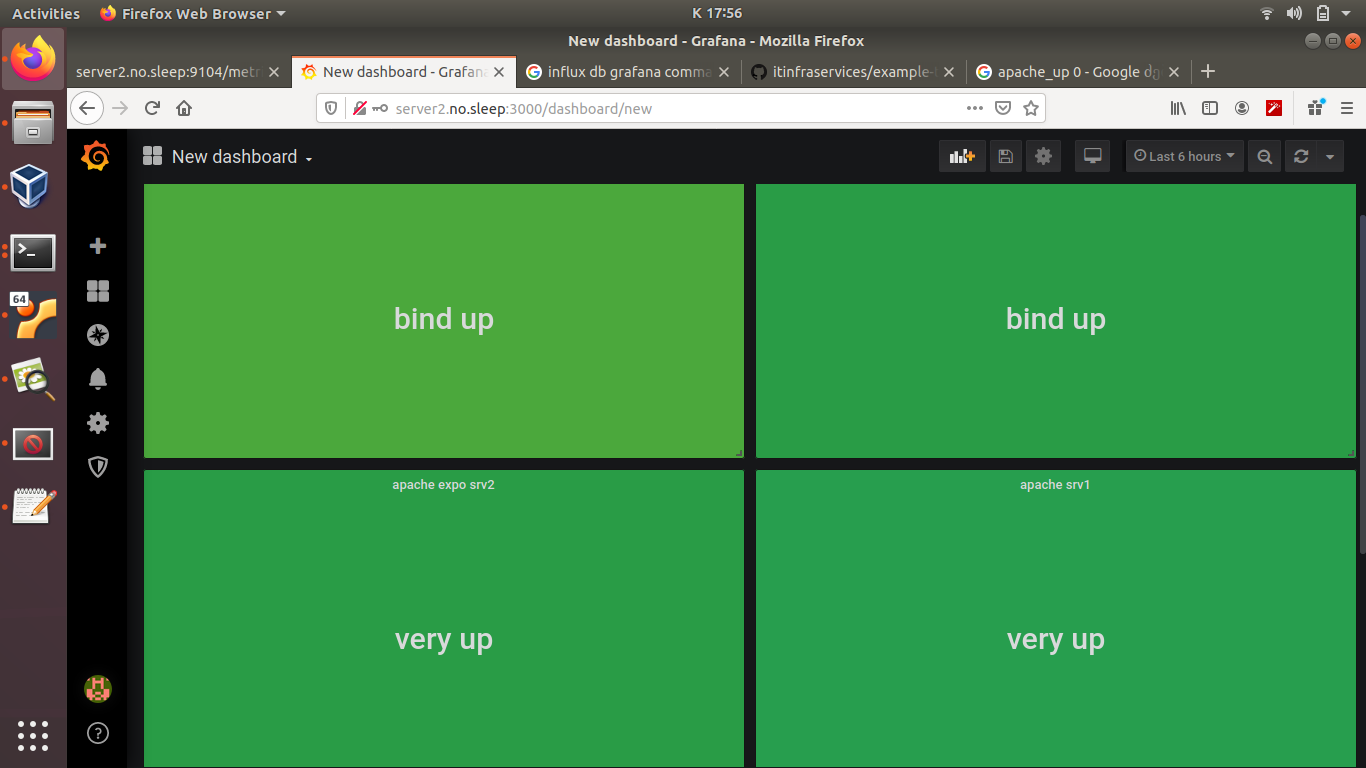 Activities
Firefox Web Browser
K 17:56
New dashboard - Grafana - Mozilla Firefox
server2.no.sleep:9104/metr
New dashboard - Grafana
influx db grafana comma
itinfraservices/example-
apache_up 0 - Google
server2.no.sleep:3000/dashboard/new
New dashboard
Last 6 hours
64
bind up
bind up
apache expo srv2
apache srv1
very up
very up